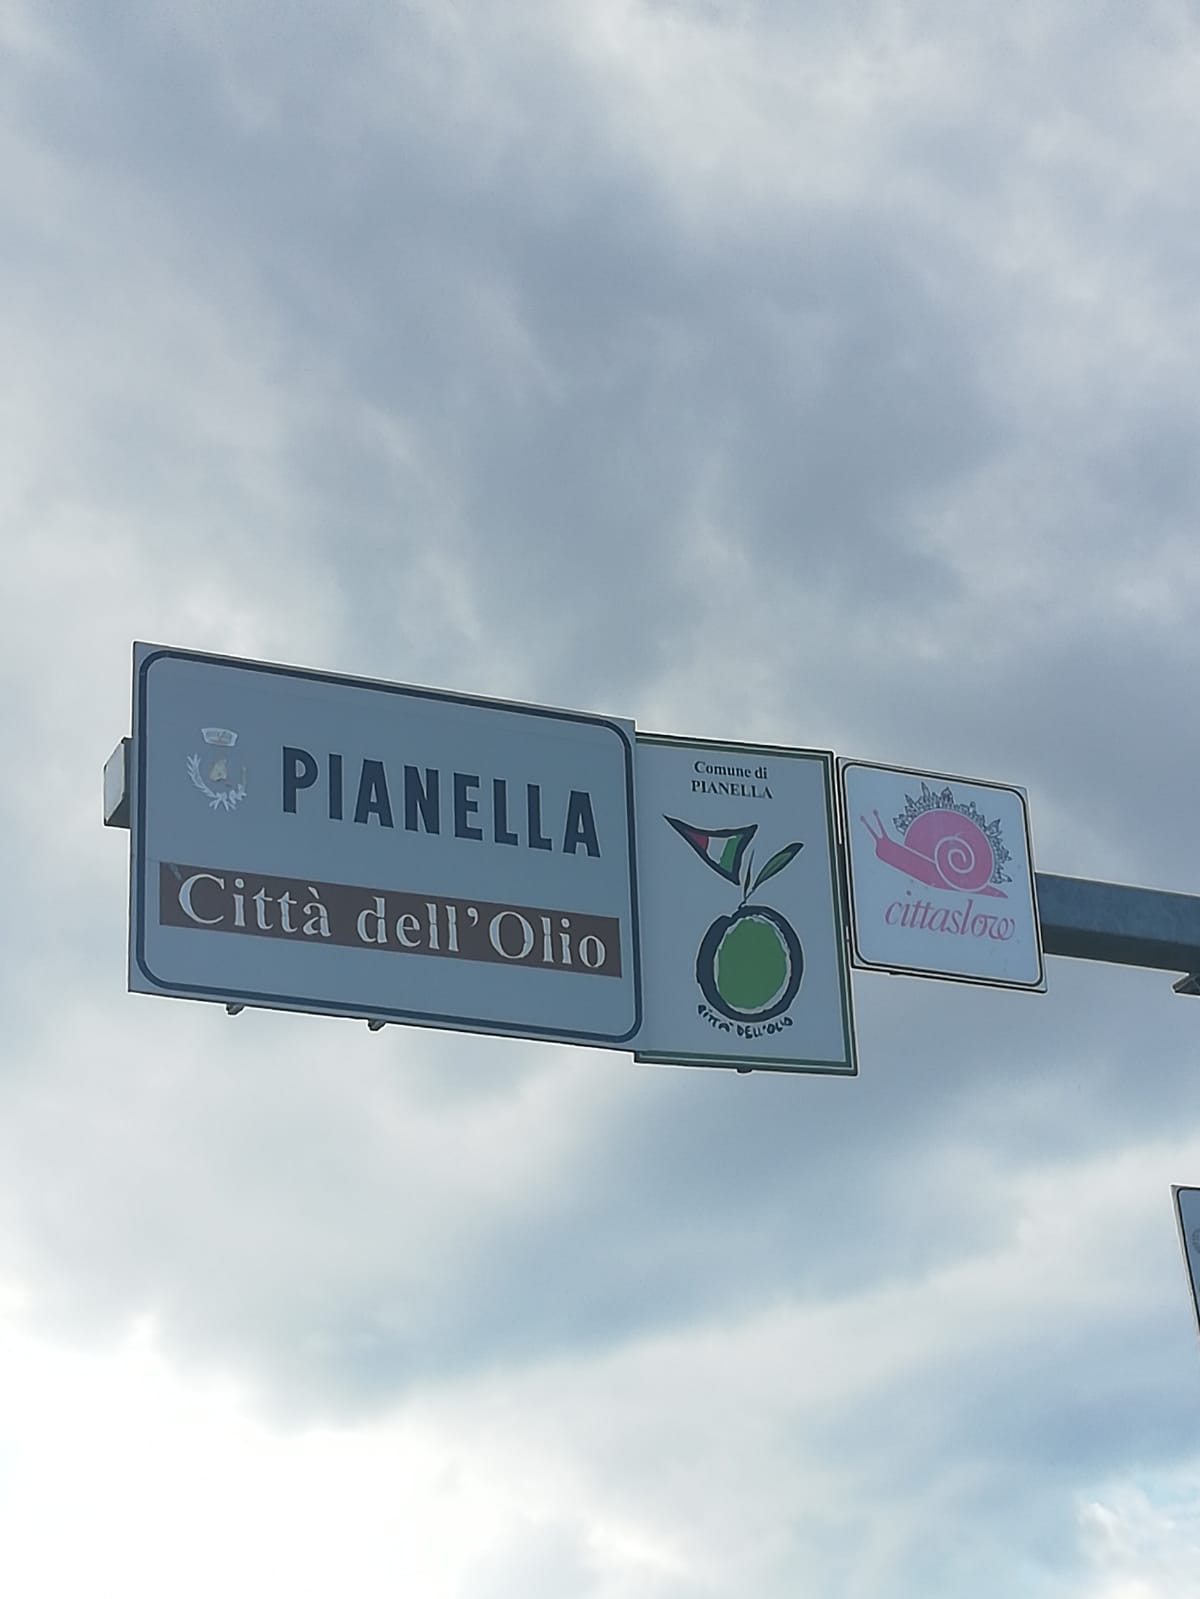 PIANELLA
Città dell'Olio
Comune di
PIANELLA
CITTA' DELL'OLIO
cittaslow